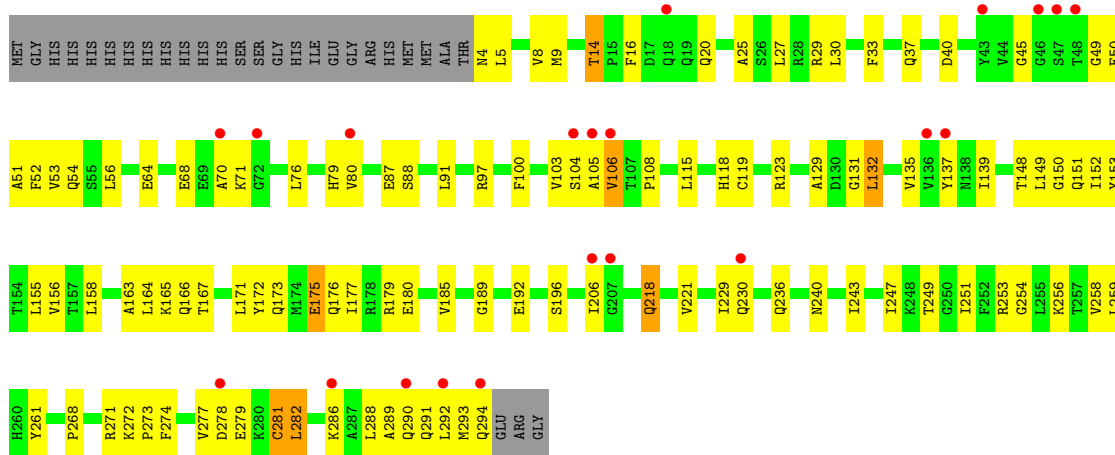 MET GLY HIS HIS HIS HIS HIS HIS HIS HIS HIS HIS SER SER GLY HIS ILE GLU GLY ARG HIS MET MET ALA THR N4 L5 V8 M9 T14 P15 F16 D17 Q18 Q19 Q20 A25 S26 L27 R28 R29 L30 F33 Q37 D40 Y43 V44 G45 G46 S47 T48 G49 E50
A51 F52 V53 Q54 S55 L56 E64 E68 E69 A70 K71 G72 L76 H79 V80 E87 S88 L91 R97 F100 V103 S104 A105 V106 T107 P108 L115 H118 C119 R123 A129 D130 G131 L132 V135 V136 Y137 N138 I139 T148 L149 G150 Q151 I152 Y153
T154 L155 V156 T157 L158 A163 L164 K165 Q166 T167 L171 Y172 Q173 M174 E175 Q176 I177 R178 R179 E180 V185 G189 E192 S196 I206 G207 Q218 V221 I229 Q230 Q236 N240 I243 I247 K248 T249 G250 I251 F252 R253 G254 L255 K256 T257 V258 L259
H260 Y261 P268 R271 K272 P273 F274 V277 D278 E279 K280 C281 L282 K286 A287 L288 A289 Q290 Q291 L292 M293 Q294 GLU ARG GLY